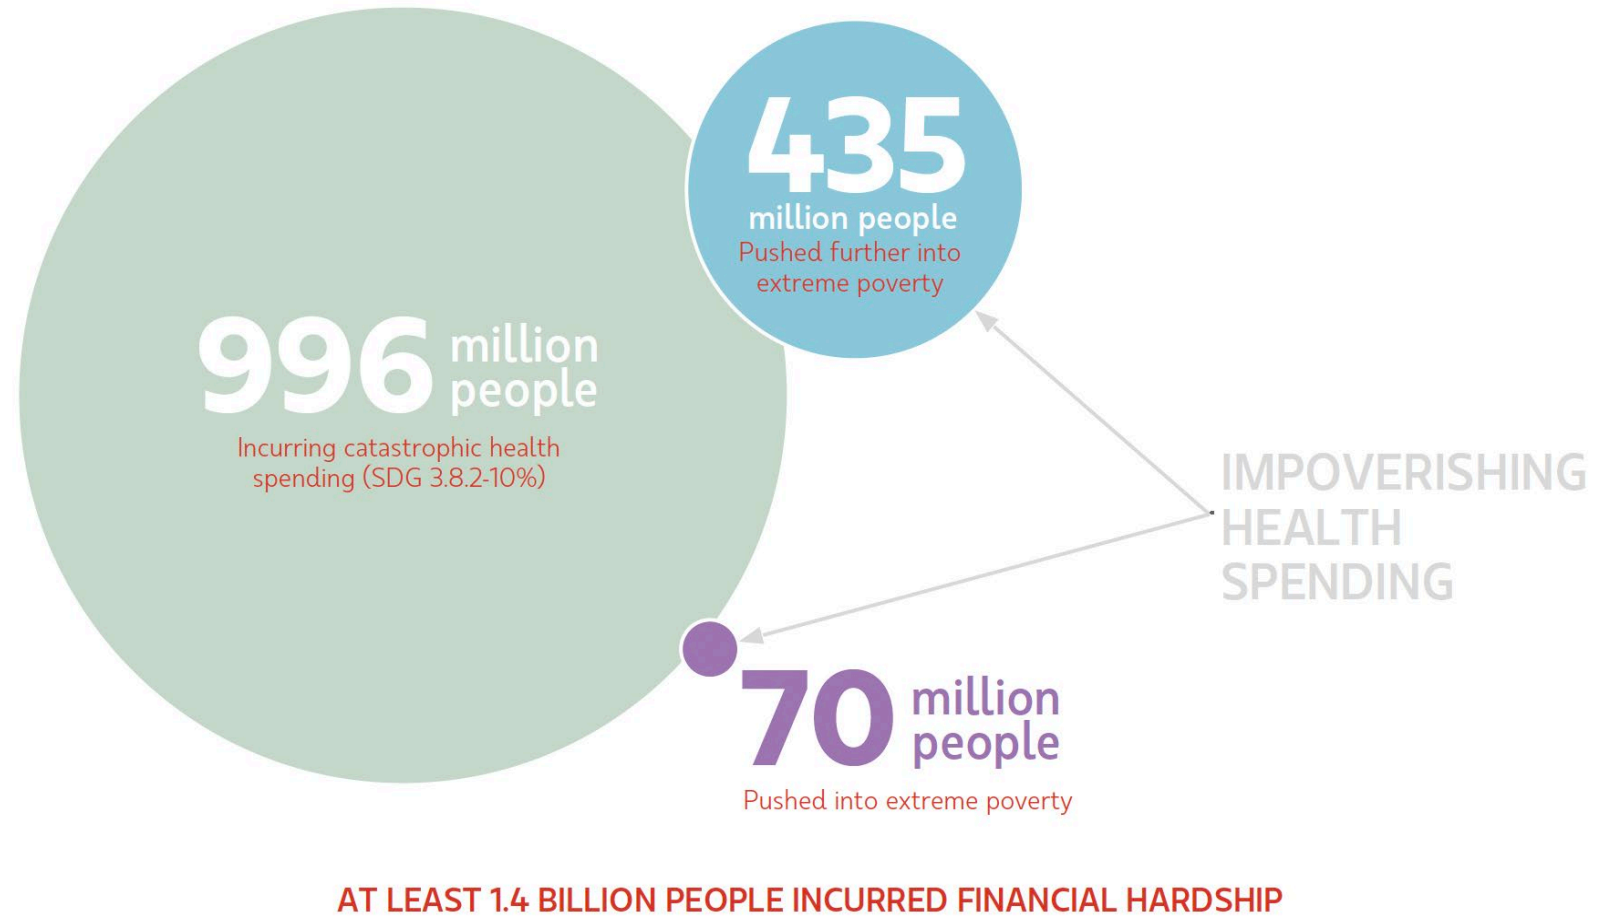 435
million people
Pushed further into
extreme poverty
996 million
people
Incurring catastrophic health
spending (SDG 3.8.2-10%)
IMPOVERISHING
HEALTH
SPENDING
70 million
people
Pushed into extreme poverty
AT LEAST 1.4 BILLION PEOPLE INCURRED FINANCIAL HARDSHIP